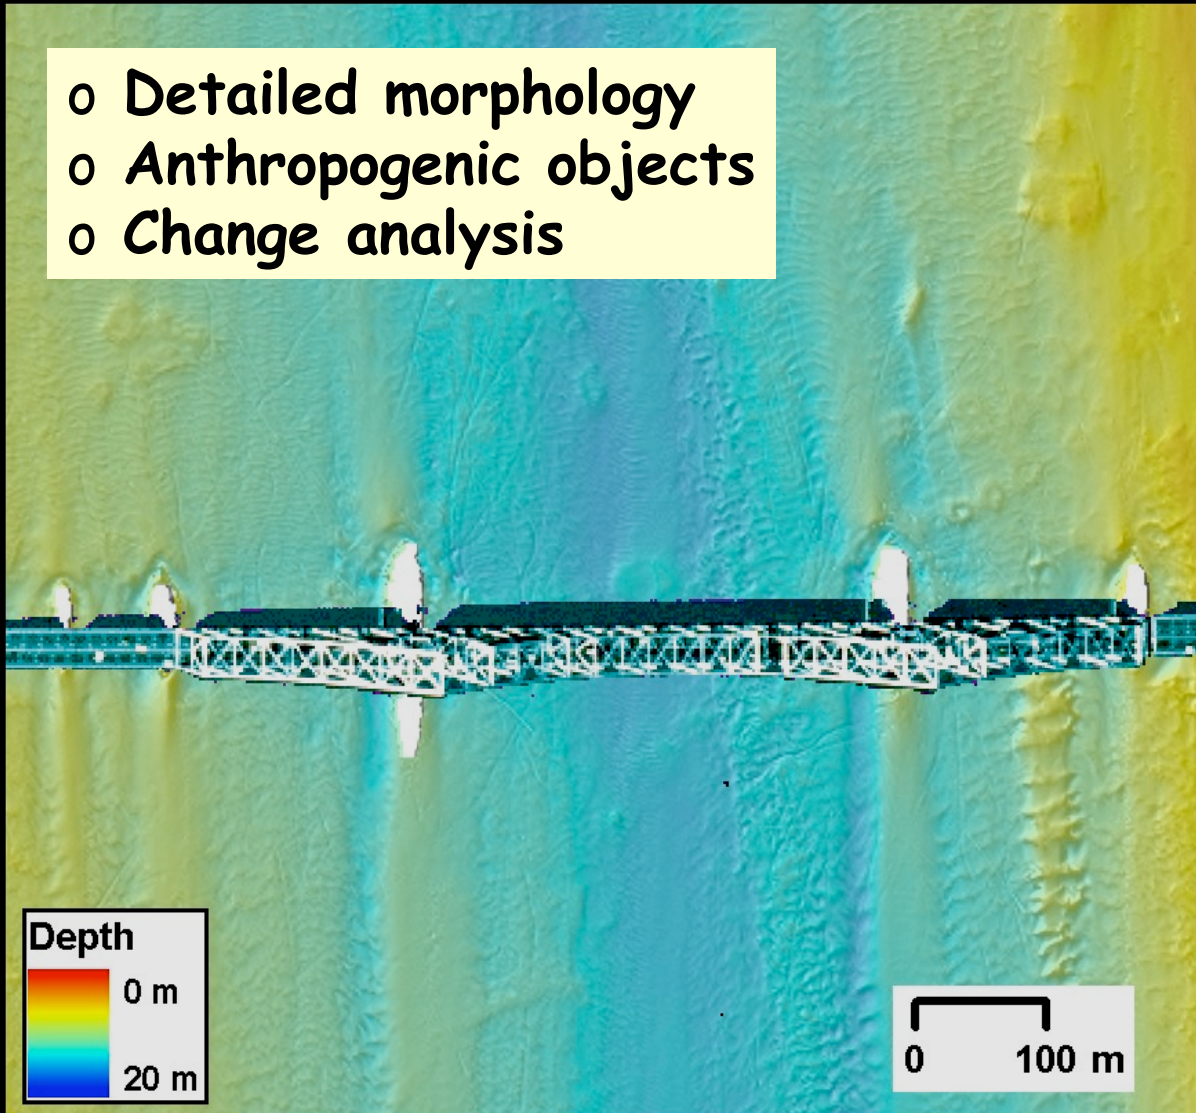 o Detailed morphology
o Anthropogenic objects
o Change analysis
Depth
0 m
20 m
0 100 m